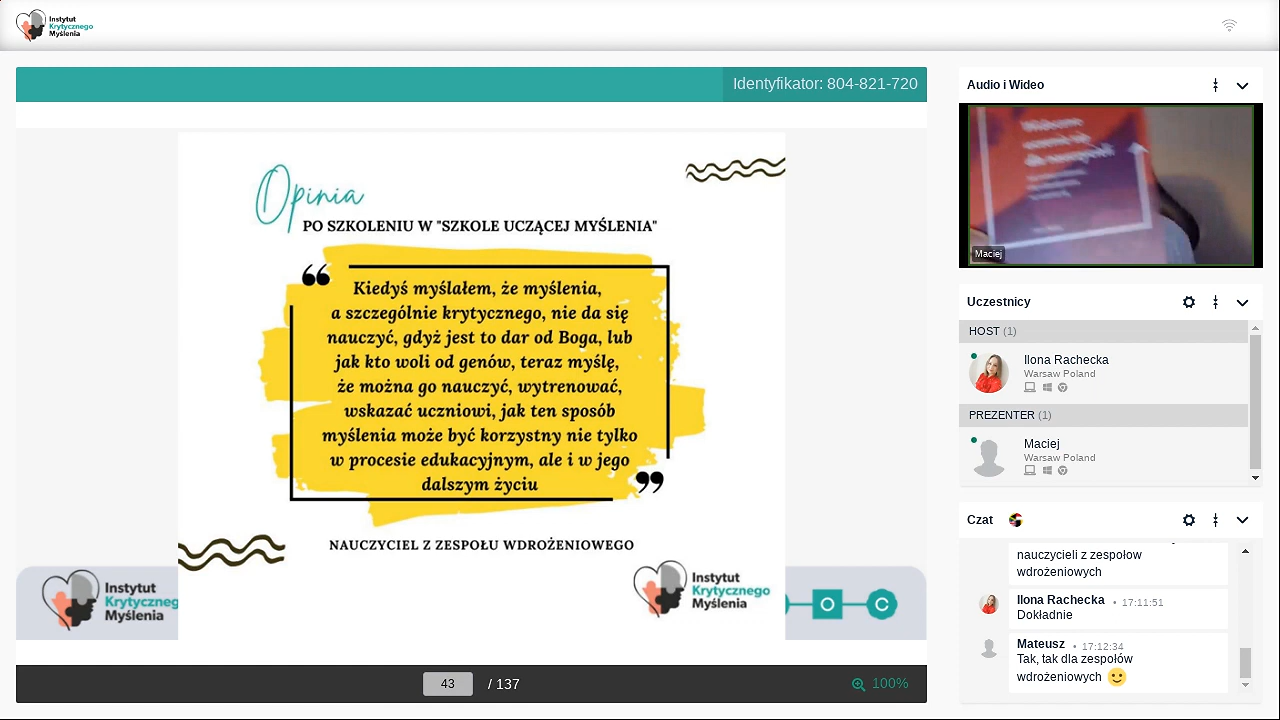 Instytut
Krytycznego
Myślenia
Identyfikator: 804-821-720
Opinia
PO SZKOLENIU W "SZKOLE UCZĄCEJ MYŚLENIA"
Kiedyś myślałem, że myślenia,
a szczególnie krytycznego, nie da się
nauczyć, gdyż jest to dar od Boga, lub
jak kto woli od genów, teraz myślę,
że można go nauczyć, wytrenować,
wskazać uczniowi, jak ten sposób
myślenia może być korzystny nie tylko
w procesie edukacyjnym, ale i w jego
dalszym życiu
NAUCZYCIEL Z ZESPOŁU WDROŻENIOWEGO
Instytut
Krytyczneg
Myślenia
Instytut
Krytycznego
Myślenia
43 / 137
100%
Audio i Wideo
Maciej
Uczestnicy
HOST (1)
Ilona Rachecka
Warsaw Poland
PREZENTER (1)
Maciej
Warsaw Poland
Czat
nauczycieli z zespołow
wdrożeniowych
Ilona Rachecka • 17:11:51
Dokładnie
Mateusz • 17:12:34
Tak, tak dla zespołów
wdrożeniowych